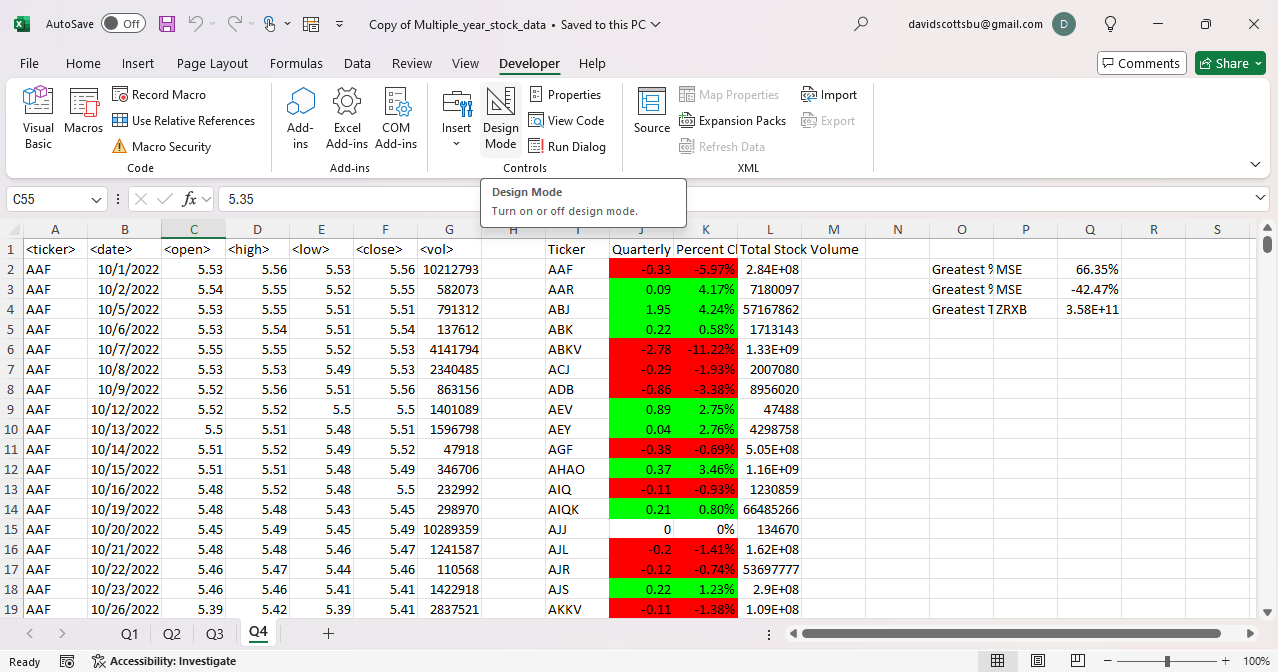 AutoSave Off Copy of Multiple_year_stock_data • Saved to this PC davidscottsbu@gmail.com D
File Home Insert Page Layout Formulas Data Review View Developer Help Comments Share
Visual Basic Macros Record Macro Use Relative References Macro Security
Add-ins Excel Add-ins COM Add-ins
Insert Design Mode Properties View Code Run Dialog
Source Map Properties Expansion Packs Refresh Data Import Export
Code Add-ins Controls XML
C55 fx 5.35
Design Mode
Turn on or off design mode.
A B C D E F G H I J K L M N O P Q R S
1 <ticker> <date> <open> <high> <low> <close> <vol> Ticker Quarterly Percent Cl Total Stock Volume
2 AAF 10/1/2022 5.53 5.56 5.53 5.56 10212793 AAF -0.33 -5.97% 2.84E+08 Greatest % MSE 66.35%
3 AAF 10/2/2022 5.54 5.55 5.52 5.55 582073 AAR 0.09 4.17% 7180097 Greatest % MSE -42.47%
4 AAF 10/5/2022 5.53 5.55 5.51 5.51 791312 ABJ 1.95 4.24% 57167862 Greatest T ZRXB 3.58E+11
5 AAF 10/6/2022 5.53 5.54 5.51 5.54 137612 ABK 0.22 0.58% 1713143
6 AAF 10/7/2022 5.55 5.55 5.52 5.53 4141794 ABKV -2.78 -11.22% 1.33E+09
7 AAF 10/8/2022 5.53 5.53 5.49 5.53 2340485 ACJ -0.29 -1.93% 2007080
8 AAF 10/9/2022 5.52 5.56 5.51 5.56 863156 ADB -0.86 -3.38% 8956020
9 AAF 10/12/2022 5.52 5.52 5.5 5.5 1401089 AEV 0.89 2.75% 47488
10 AAF 10/13/2022 5.5 5.51 5.48 5.51 1596798 AEY 0.04 2.76% 4298758
11 AAF 10/14/2022 5.51 5.52 5.49 5.52 47918 AGF -0.38 -0.69% 5.05E+08
12 AAF 10/15/2022 5.51 5.51 5.48 5.49 346706 AHAO 0.37 3.46% 1.16E+09
13 AAF 10/16/2022 5.48 5.52 5.48 5.5 232992 AIQ -0.11 -0.93% 1230859
14 AAF 10/19/2022 5.48 5.48 5.43 5.45 298970 AIQK 0.21 0.80% 66485266
15 AAF 10/20/2022 5.45 5.49 5.45 5.49 10289359 AJJ 0 0% 134670
16 AAF 10/21/2022 5.48 5.48 5.46 5.47 1241587 AJL -0.2 -1.41% 1.62E+08
17 AAF 10/22/2022 5.46 5.47 5.44 5.46 110568 AJR -0.12 -0.74% 53697777
18 AAF 10/23/2022 5.46 5.46 5.41 5.41 1422918 AJS 0.22 1.23% 2.9E+08
19 AAF 10/26/2022 5.39 5.42 5.39 5.41 2837521 AKKV -0.11 -1.38% 1.09E+08
Q1 Q2 Q3 Q4
Ready Accessibility: Investigate 100%